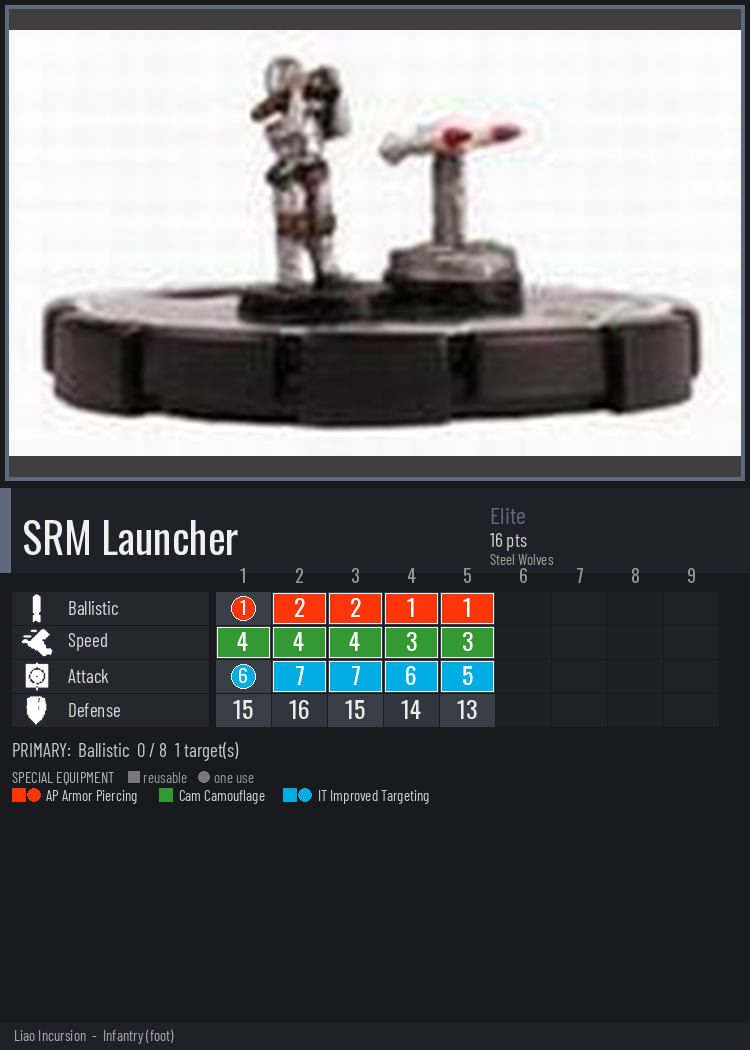 SRM Launcher
Elite
16 pts
Steel Wolves
1 2 3 4 5 6 7 8 9
Ballistic 1 2 2 1 1
Speed 4 4 4 3 3
Attack 6 7 7 6 5
Defense 15 16 15 14 13
PRIMARY: Ballistic 0 / 8 1 target(s)
SPECIAL EQUIPMENT reusable one use
AP Armor Piercing Cam Camouflage IT Improved Targeting
Liao Incursion - Infantry (foot)